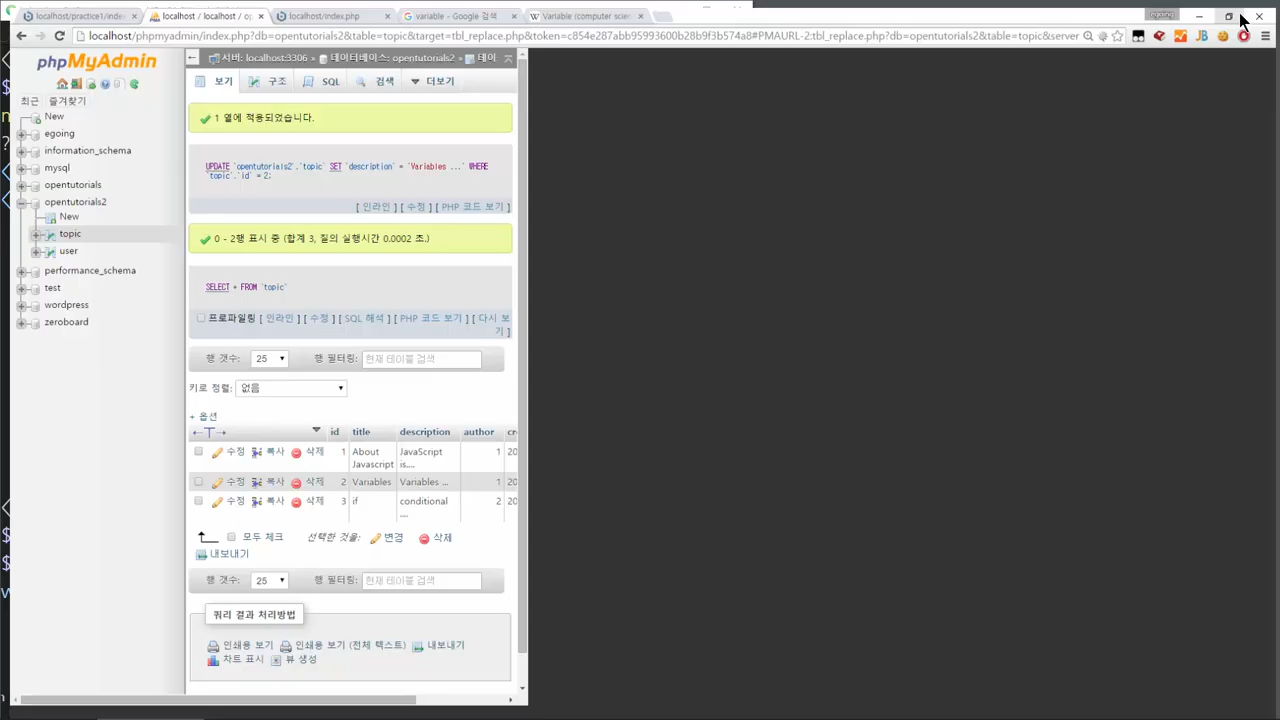 localhost/practice1/index
localhost / localhost / op
localhost/index.php
variable - Google 검색
Variable (computer scien
egoing
localhost/phpmyadmin/index.php?db=opentutorials2&table=topic&target=tbl_replace.php&token=c854e287abb95593600b28b9f3b574a8#PMAURL-2:tbl_replace.php?db=opentutorials2&table=topic&server
phpMyAdmin
최근 즐겨찾기
New
egoing
information_schema
mysql
opentutorials
opentutorials2
New
topic
user
performance_schema
test
wordpress
zeroboard
서버: localhost:3306 » 데이터베이스: opentutorials2 » 테이
보기 구조 SQL 검색 더보기
1 열에 적용되었습니다.
UPDATE `opentutorials2`.`topic` SET `description` = 'Variables ...' WHERE
`topic`.`id` = 2;
[ 인라인 ] [ 수정 ] [ PHP 코드 보기 ]
0 - 2행 표시 중 (합계 3, 질의 실행시간 0.0002 초.)
SELECT * FROM `topic`
프로파일링 [ 인라인 ] [ 수정 ] [ SQL 해석 ] [ PHP 코드 보기 ] [ 다시 보
기 ]
행 갯수: 25 행 필터링: 현재 테이블 검색
키로 정렬: 없음
+ 옵션
←T→ id title description author cr
수정 복사 삭제 1 About JavaScript 1 20
Javascript is....
수정 복사 삭제 2 Variables Variables ... 1 20
수정 복사 삭제 3 if conditional 2 20
....
모두 체크 선택한 것을: 변경 삭제
내보내기
행 갯수: 25 행 필터링: 현재 테이블 검색
쿼리 결과 처리방법
인쇄용 보기 인쇄용 보기 (전체 텍스트) 내보내기
차트 표시 뷰 생성